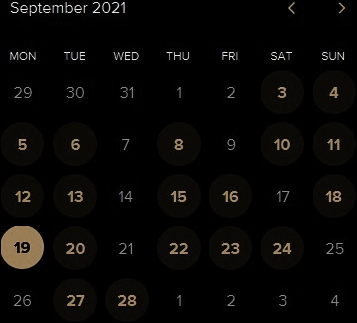 September 2021
MON TUE WED THU FRI SAT SUN
29 30 31 1 2 3 4
5 6 7 8 9 10 11
12 13 14 15 16 17 18
19 20 21 22 23 24 25
26 27 28 1 2 3 4